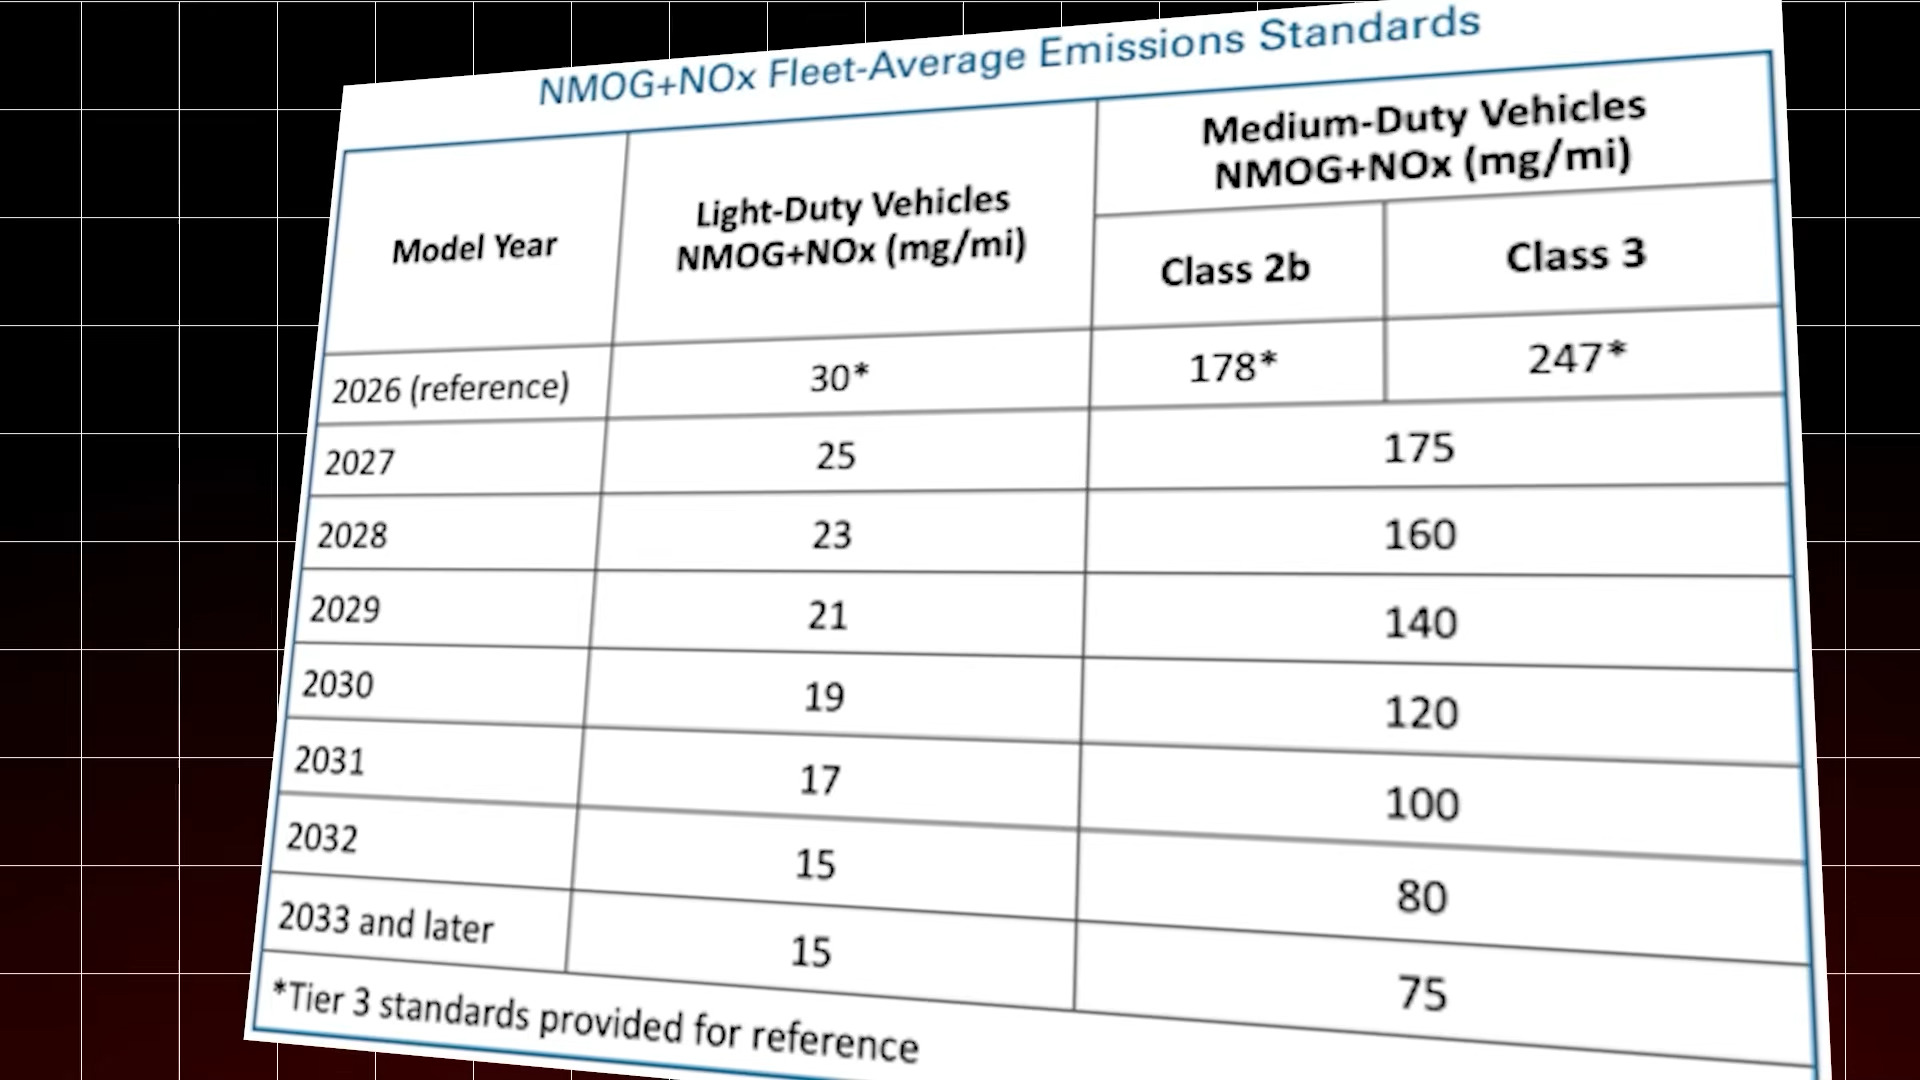 NMOG+NOx Fleet-Average Emissions Standards
Model Year
Light-Duty Vehicles
NMOG+NOx (mg/mi)
Medium-Duty Vehicles
NMOG+NOx (mg/mi)
Class 2b
Class 3
2026 (reference) 30* 178* 247*
2027 25 175
2028 23 160
2029 21 140
2030 19 120
2031 17 100
2032 15 80
2033 and later 15 75
*Tier 3 standards provided for reference